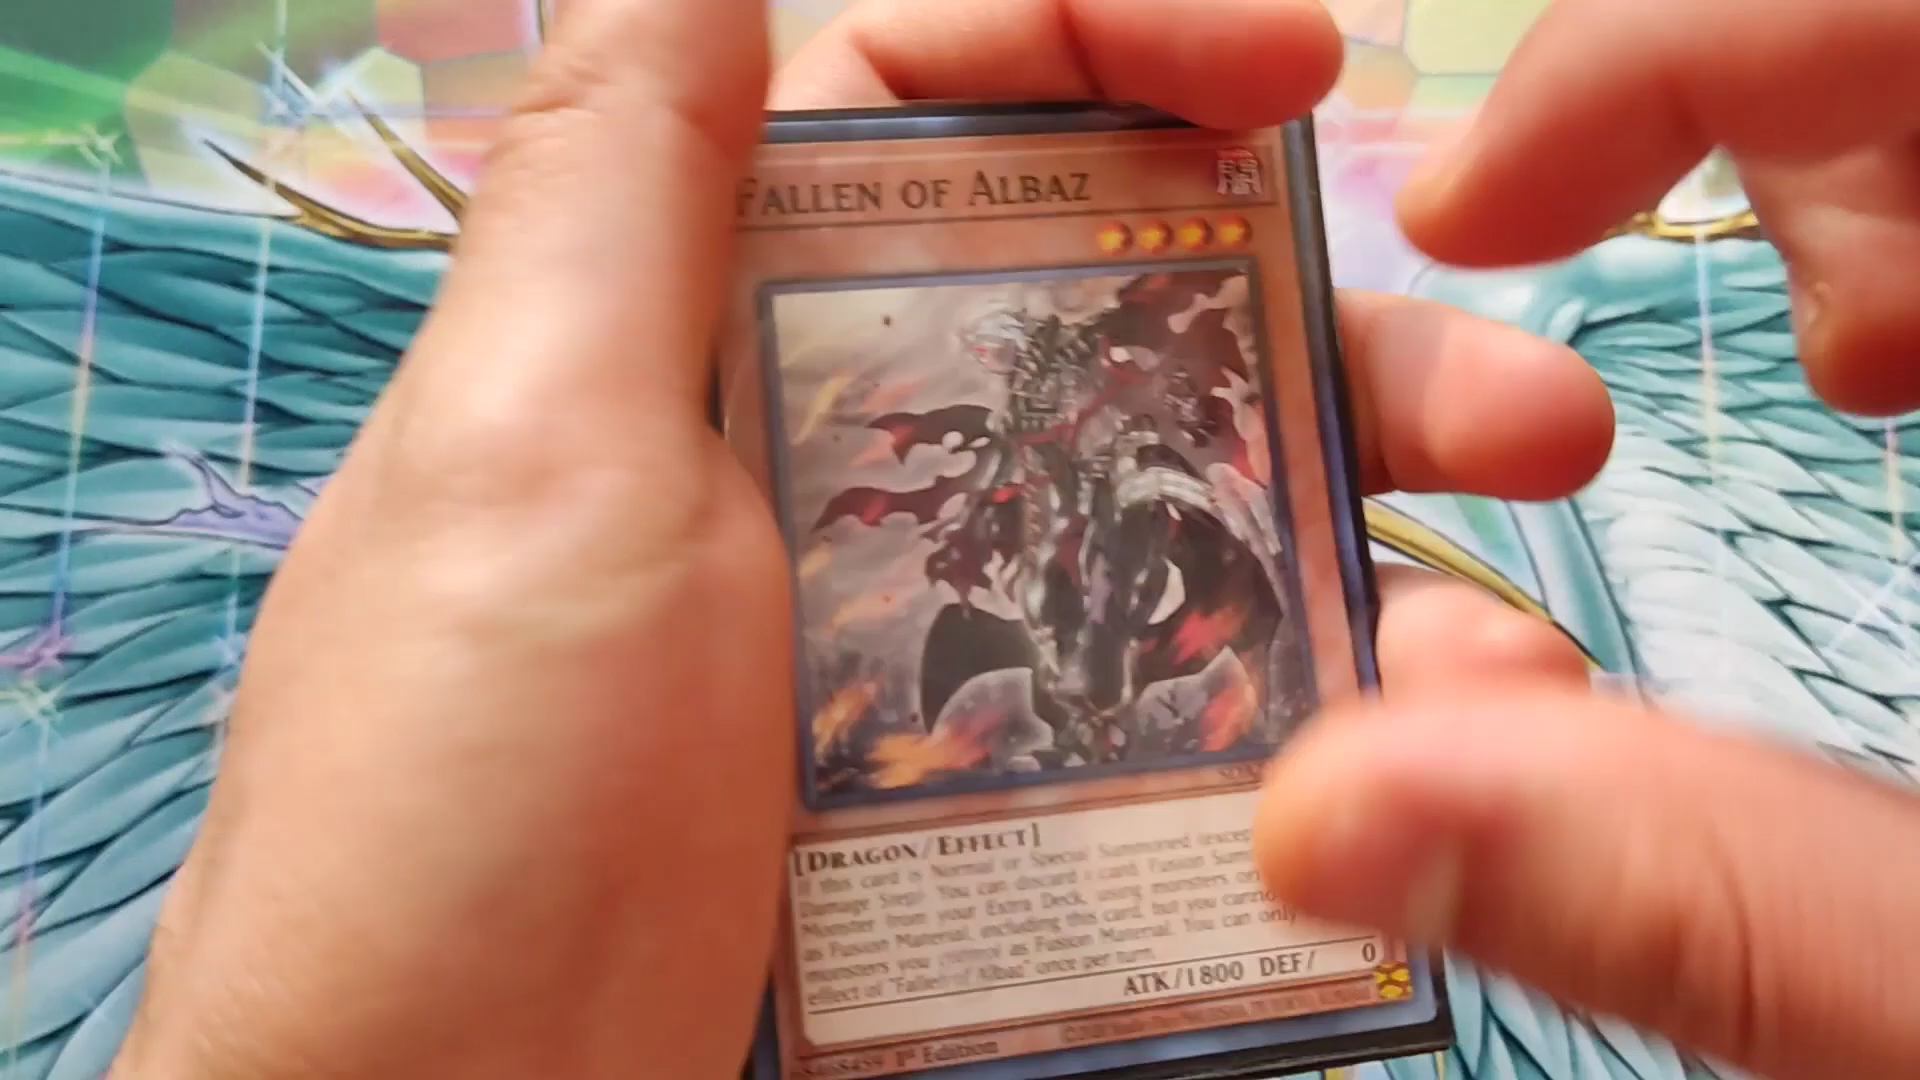 FALLEN OF ALBAZ
[DRAGON/EFFECT]
If this card is Normal or Special Summoned (except
Damage Step): You can discard 1 card; Fusion Summ
Monster from your Extra Deck, using monsters on
as Fusion Material, including this card, but you cannot
monsters you control as Fusion Material. You can only
effect of "Fallen of Albaz" once per turn.
ATK/1800 DEF/ 0
1st Edition